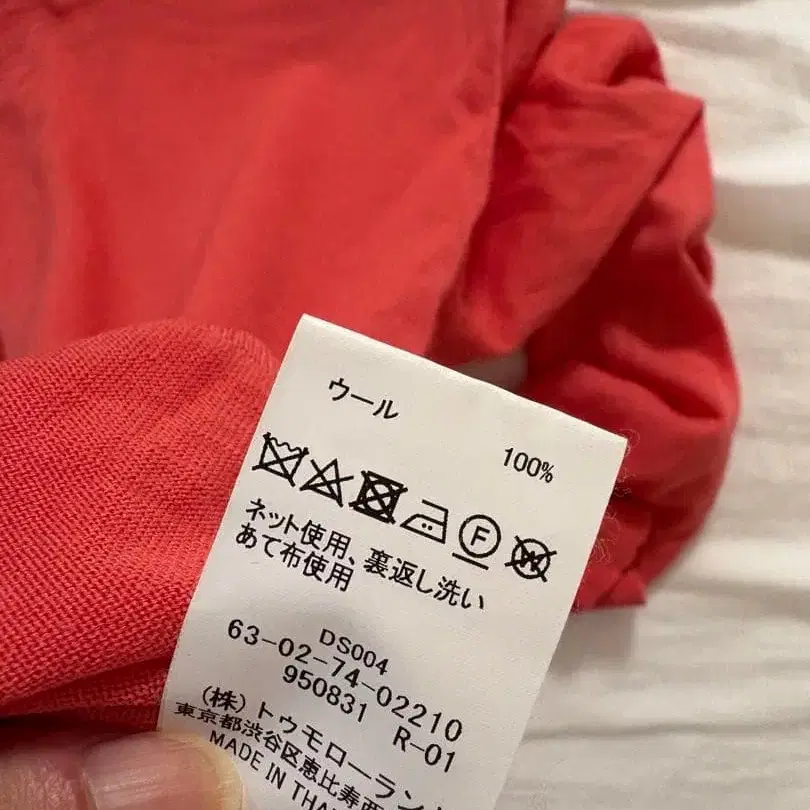 ウール
100%
F
W
ネット使用、裏返し洗い
あて布使用
DS004
63-02-74-02210
950831 R-01
(株)トゥモローラン
東京都渋谷区恵比寿西
MADE IN THA